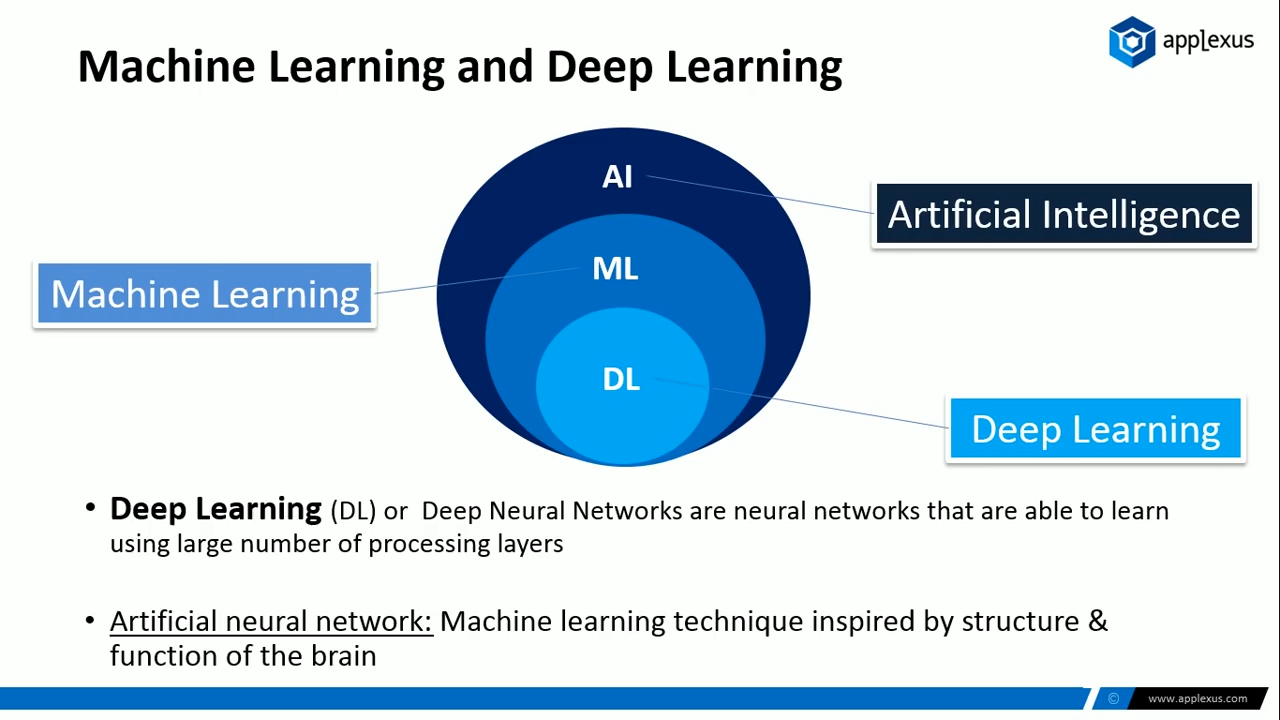 Machine Learning and Deep Learning
applexus
AI
Artificial Intelligence
ML
Machine Learning
DL
Deep Learning
• Deep Learning (DL) or Deep Neural Networks are neural networks that are able to learn
using large number of processing layers
• Artificial neural network: Machine learning technique inspired by structure &
function of the brain
© www.applexus.com